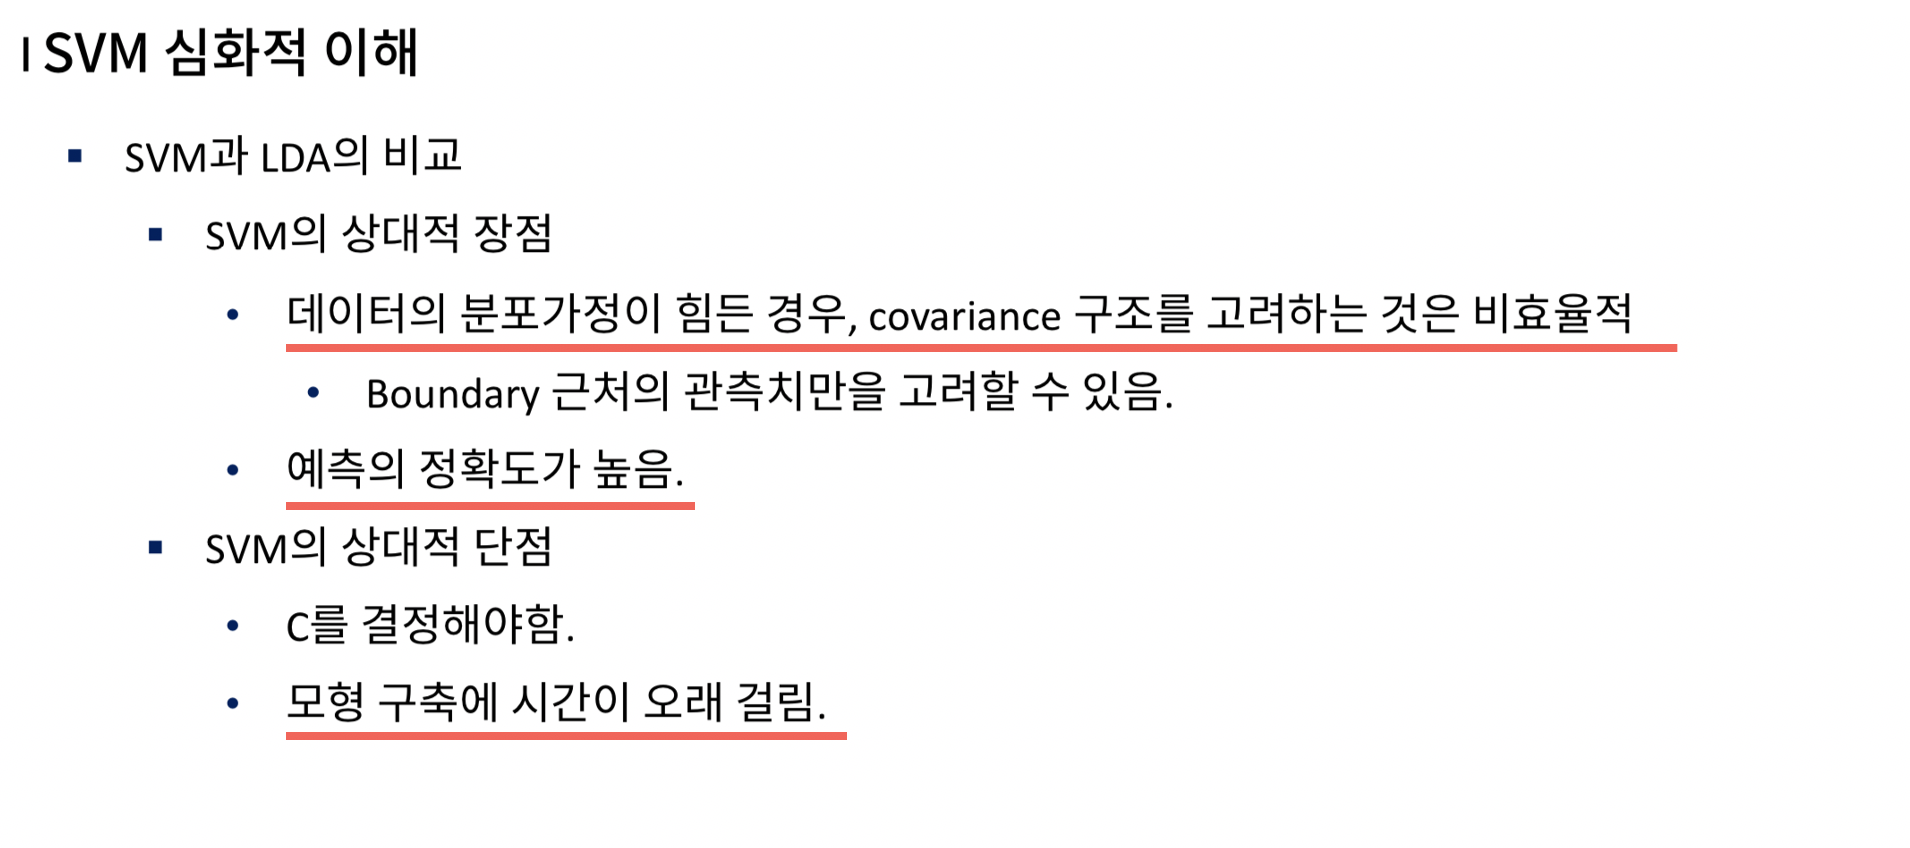 SVM 심화적 이해
SVM과 LDA의 비교
SVM의 상대적 장점
데이터의 분포가정이 힘든 경우, covariance 구조를 고려하는 것은 비효율적
Boundary 근처의 관측치만을 고려할 수 있음.
예측의 정확도가 높음.
SVM의 상대적 단점
C를 결정해야함.
모형 구축에 시간이 오래 걸림.